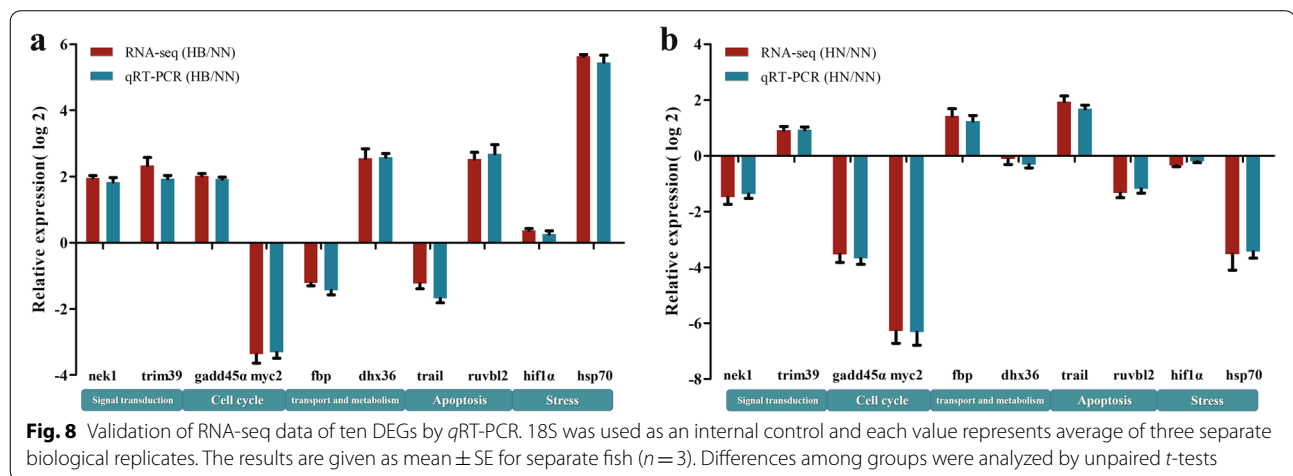 a
6
4
2
0
-2
-4
Relative expression( log 2)
RNA-seq (HB/NN)
qRT-PCR (HB/NN)
nek1 trim39 gadd45α myc2 fbp dhx36 trail ruvbl2 hif1α hsp70
Signal transduction Cell cycle transport and metabolism Apoptosis Stress
b
4
2
0
-2
-4
-6
-8
Relative expression( log 2)
RNA-seq (HN/NN)
qRT-PCR (HN/NN)
nek1 trim39 gadd45α myc2 fbp dhx36 trail ruvbl2 hif1α hsp70
Signal transduction Cell cycle transport and metabolism Apoptosis Stress
Fig. 8 Validation of RNA-seq data of ten DEGs by qRT-PCR. 18S was used as an internal control and each value represents average of three separate
biological replicates. The results are given as mean ± SE for separate fish (n = 3). Differences among groups were analyzed by unpaired t-tests